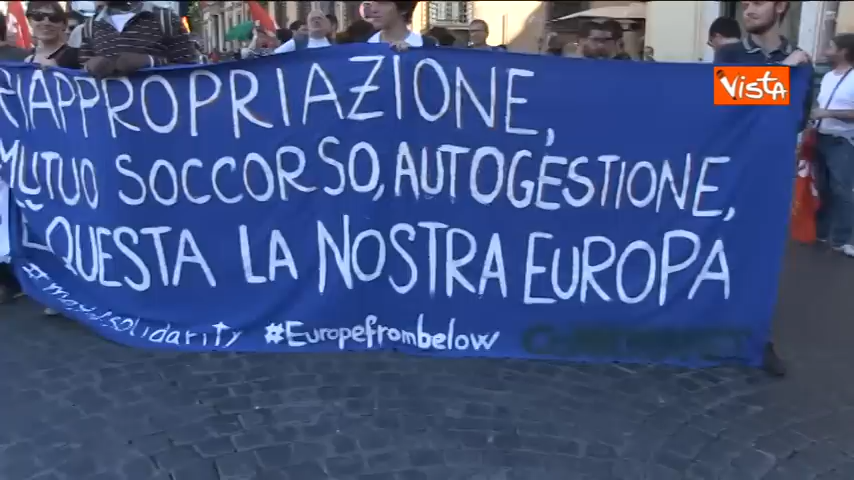 RIAPPROPRIAZIONE,
MUTUO SOCCORSO, AUTOGESTIONE,
È QUESTA LA NOSTRA EUROPA
#Europefrombelow
VISTA